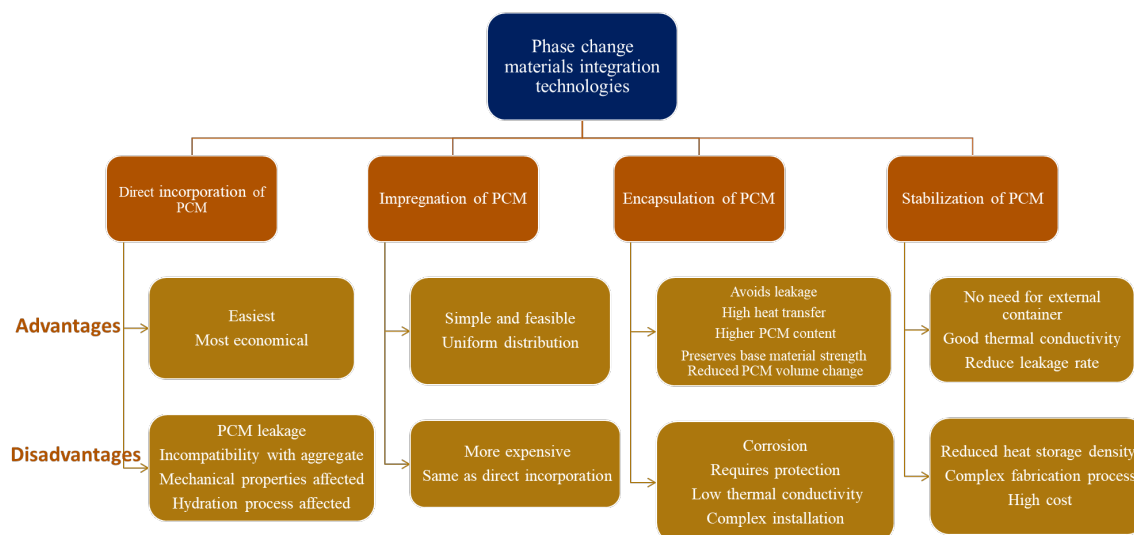 Phase change
materials integration
technologies
Direct incorporation of
PCM
Impregnation of PCM
Encapsulation of PCM
Stabilization of PCM
Advantages
Easiest
Most economical
Simple and feasible
Uniform distribution
Avoids leakage
High heat transfer
Higher PCM content
Preserves base material strength
Reduced PCM volume change
No need for external
container
Good thermal conductivity
Reduce leakage rate
Disadvantages
PCM leakage
Incompatibility with aggregate
Mechanical properties affected
Hydration process affected
More expensive
Same as direct incorporation
Corrosion
Requires protection
Low thermal conductivity
Complex installation
Reduced heat storage density
Complex fabrication process
High cost